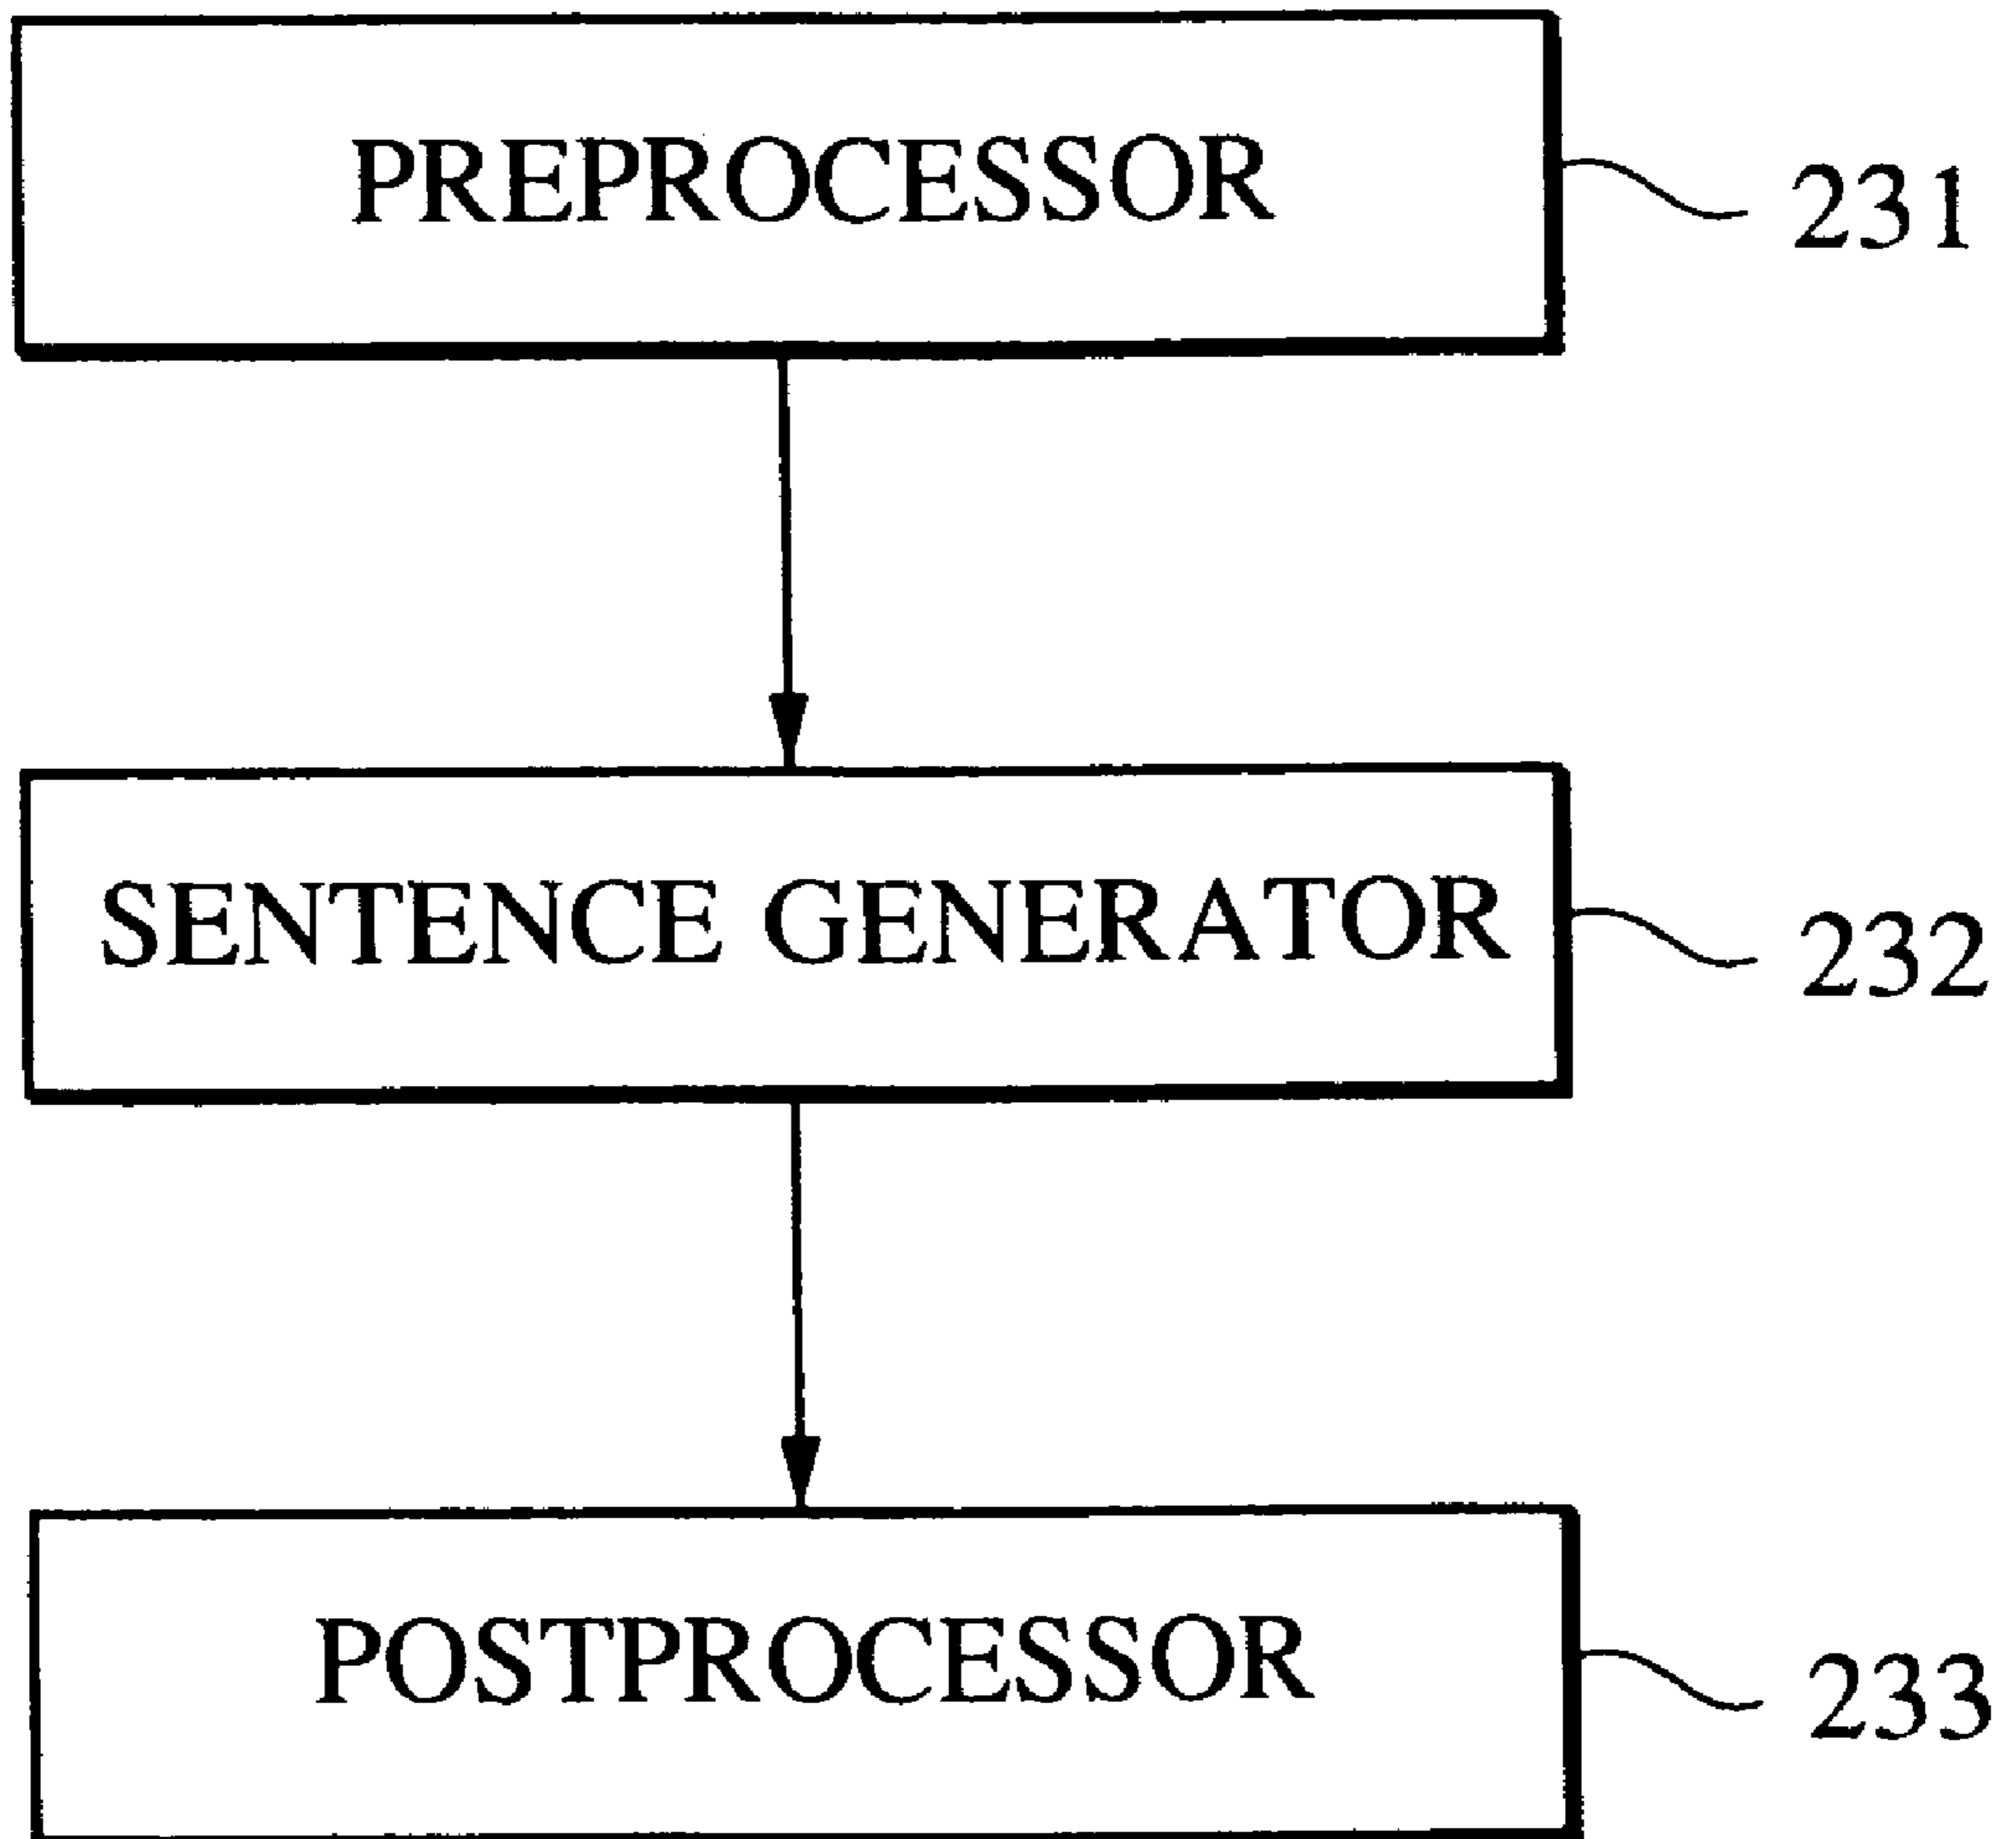 PREPROCESSOR
231
SENTENCE GENERATOR
232
POSTPROCESSOR
233